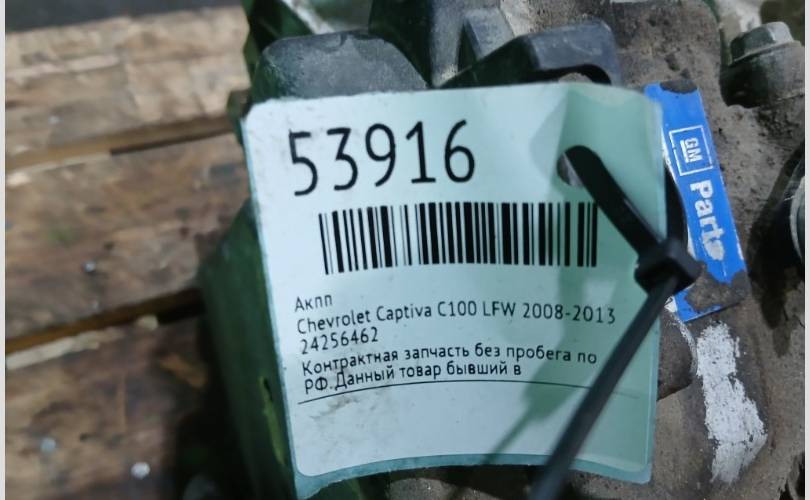 53916
Акпп
Chevrolet Captiva C100 LFW 2008-2013
24256462
Контрактная запчасть без пробега по
РФ.Данный товар бывший в
GM
Parts